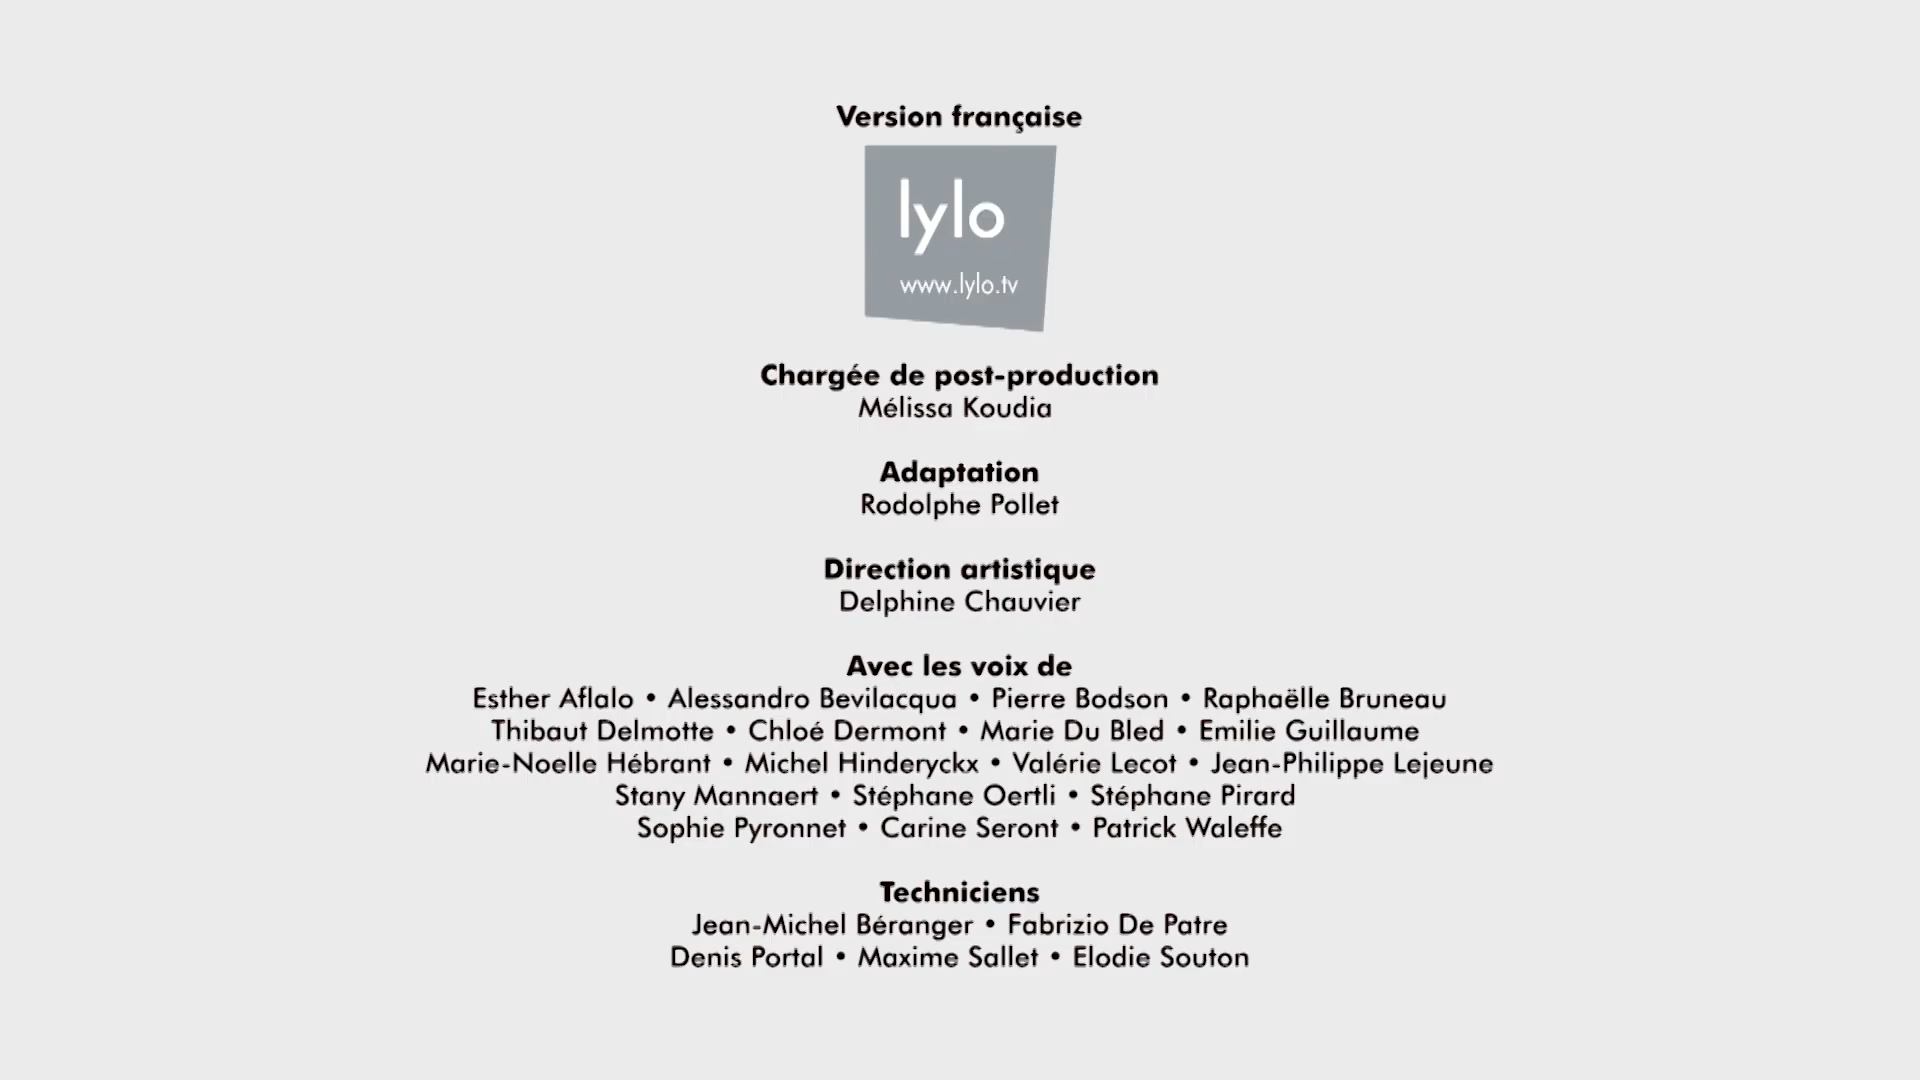 Version française
lylo
www.lylo.tv
Chargée de post-production
Mélissa Koudia
Adaptation
Rodolphe Pollet
Direction artistique
Delphine Chauvier
Avec les voix de
Esther Aflalo • Alessandro Bevilacqua • Pierre Bodson • Raphaëlle Bruneau
Thibaut Delmotte • Chloé Dermont • Marie Du Bled • Emilie Guillaume
Marie-Noelle Hébrant • Michel Hinderyckx • Valérie Lecot • Jean-Philippe Lejeune
Stany Mannaert • Stéphane Oertli • Stéphane Pirard
Sophie Pyronnet • Carine Seront • Patrick Waleffe
Techniciens
Jean-Michel Béranger • Fabrizio De Patre
Denis Portal • Maxime Sallet • Elodie Souton